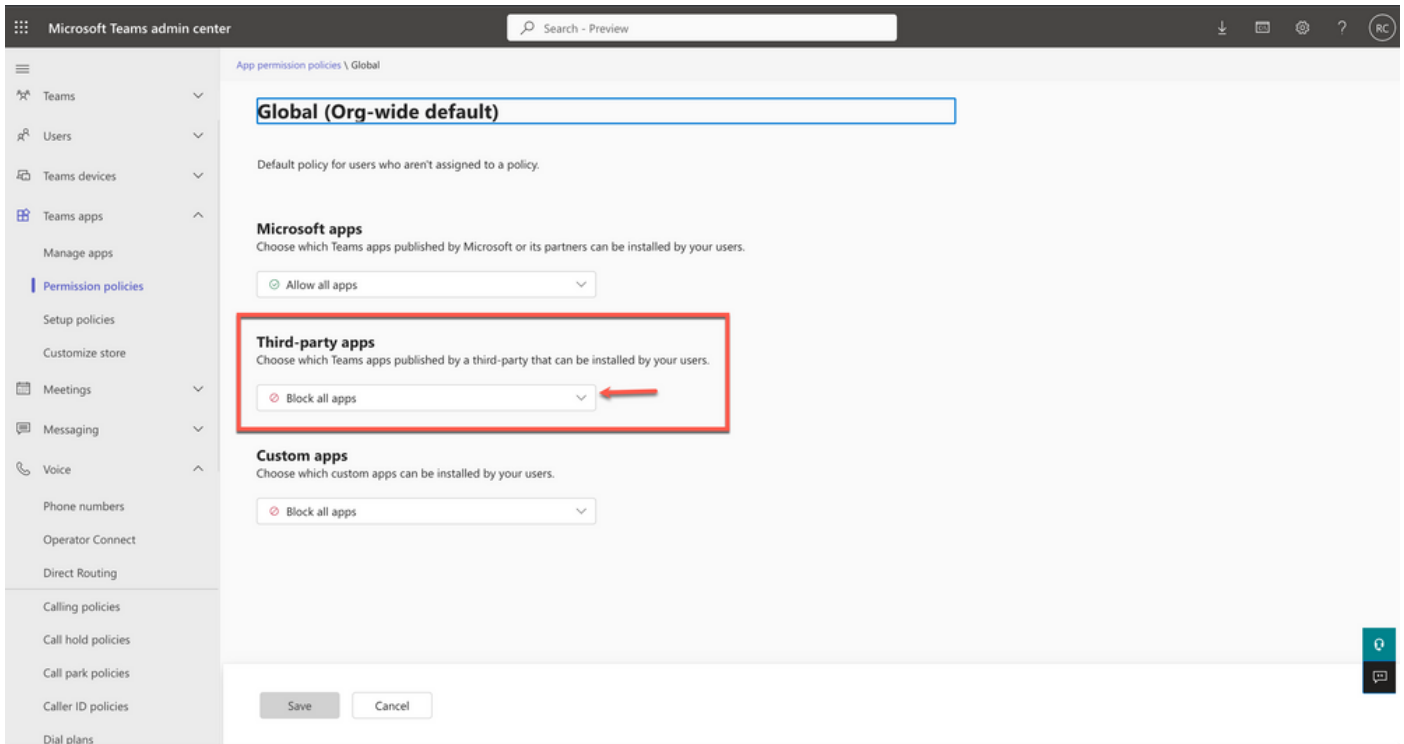 Microsoft Teams admin center
Search - Preview
RC
App permission policies \ Global
Teams
Users
Teams devices
Teams apps
Manage apps
Permission policies
Setup policies
Customize store
Meetings
Messaging
Voice
Phone numbers
Operator Connect
Direct Routing
Calling policies
Call hold policies
Call park policies
Caller ID policies
Dial plans
Global (Org-wide default)
Default policy for users who aren't assigned to a policy.
Microsoft apps
Choose which Teams apps published by Microsoft or its partners can be installed by your users.
Allow all apps
Third-party apps
Choose which Teams apps published by a third-party that can be installed by your users.
Block all apps
Custom apps
Choose which custom apps can be installed by your users.
Block all apps
Save
Cancel